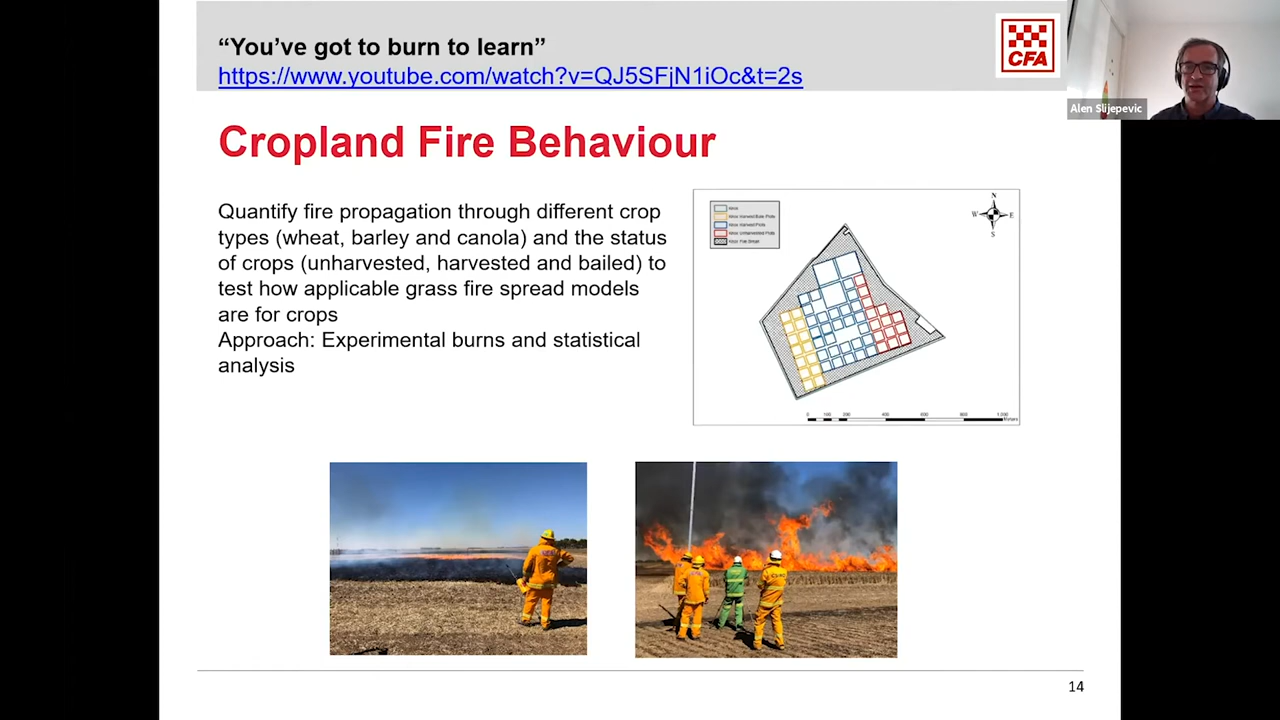 “You’ve got to burn to learn”
https://www.youtube.com/watch?v=QJ5SFjN1iOc&t=2s
CFA
Alen Slijepevic
Cropland Fire Behaviour
Quantify fire propagation through different crop
types (wheat, barley and canola) and the status
of crops (unharvested, harvested and bailed) to
test how applicable grass fire spread models
are for crops
Approach: Experimental burns and statistical
analysis
N
W
E
S
14